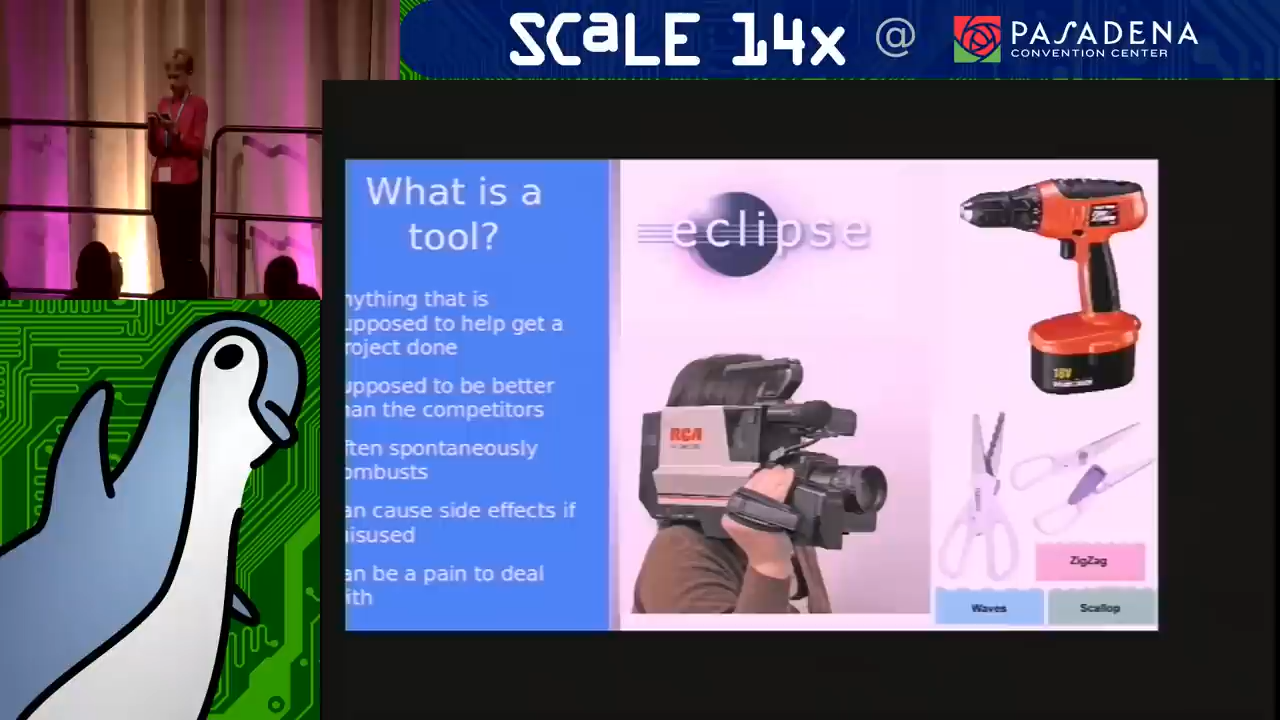 SCaLE 14x @ PASADENA
CONVENTION CENTER
What is a
tool?
nything that is
upposed to help get a
roject done
upposed to be better
han the competitors
ften spontaneously
ombusts
an cause side effects if
isused
an be a pain to deal
ith
eclipse
RCA
18V
ZigZag
Waves
Scallop